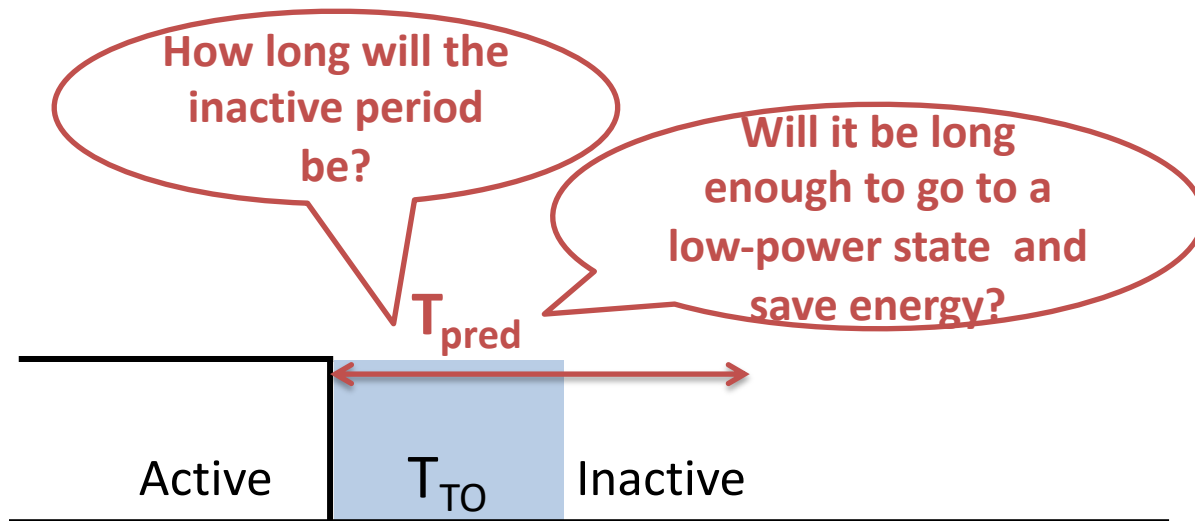 How long will the
inactive period
be?
Will it be long
enough to go to a
low-power state and
save energy?
Tpred
Active TTO Inactive